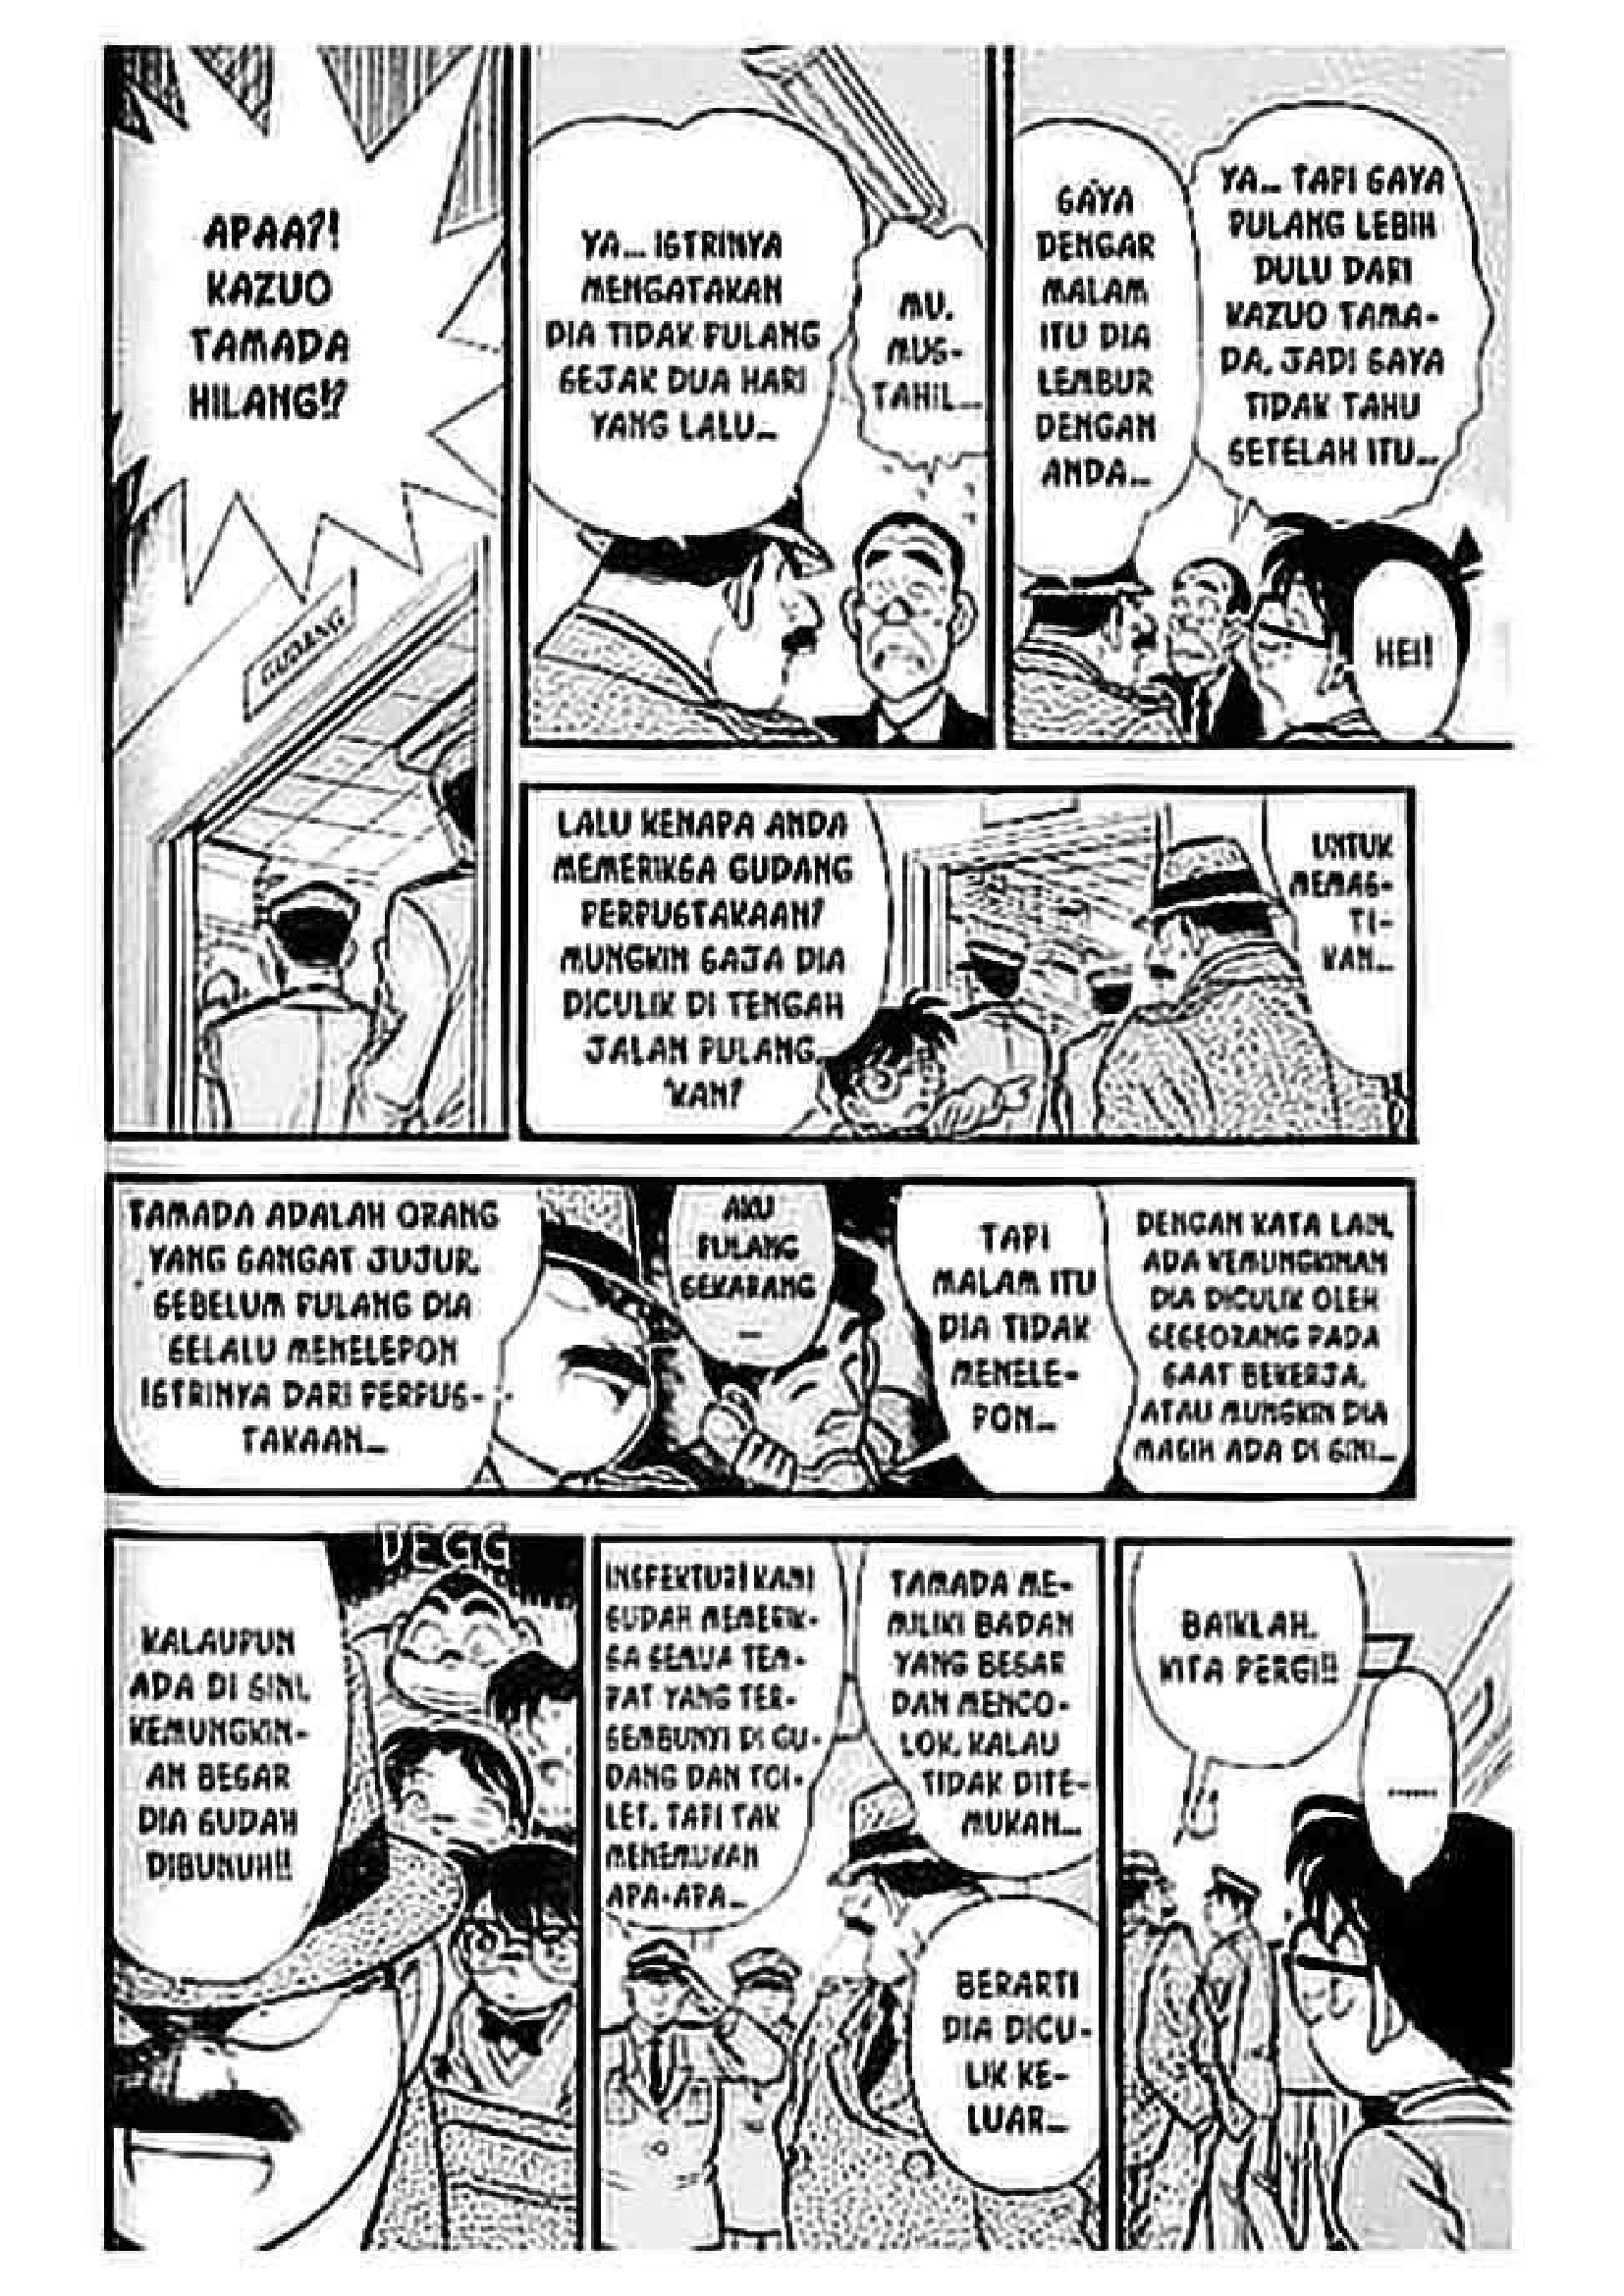 APAA?!
KAZUO
TAMADA
HILANG!?
GUDANG
YA... ISTRINYA
MENGATAKAN
DIA TIDAK PULANG
SEJAK DUA HARI
YANG LALU...
MU,
MUS-
TAHIL...
SAYA
DENGAR
MALAM
ITU DIA
LEMBUR
DENGAN
ANDA...
YA... TAPI SAYA
PULANG LEBIH
DULU DARI
KAZUO TAMA-
DA, JADI SAYA
TIDAK TAHU
SETELAH ITU...
HEI!
LALU KENAPA ANDA
MEMERIKSA GUDANG
PERPUSTAKAAN?
MUNGKIN SAJA DIA
DICULIK DI TENGAH
JALAN PULANG,
'KAN?
UNTUK
MEMAS-
TI-
KAN...
TAMADA ADALAH ORANG
YANG SANGAT JUJUR.
SEBELUM PULANG DIA
SELALU MENELEPON
ISTRINYA DARI PERPUS-
TAKAAN...
AKU
PULANG
SEKARANG
...
TAPI
MALAM ITU
DIA TIDAK
MENELE-
PON...
DENGAN KATA LAIN,
ADA KEMUNGKINAN
DIA DICULIK OLEH
SESEORANG PADA
SAAT BEKERJA,
ATAU MUNGKIN DIA
MASIH ADA DI SINI...
KALAUPUN
ADA DI SINI,
KEMUNGKIN-
AN BESAR
DIA SUDAH
DIBUNUH!!
DEGG
INSPEKTUR! KAMI
SUDAH MEMERIK-
SA SEMUA TEM-
PAT YANG TER-
SEMBUNYI DI GU-
DANG DAN TOI-
LET, TAPI TAK
MENEMUKAN
APA-APA...
TAMADA ME-
MILIKI BADAN
YANG BESAR
DAN MENCO-
LOK, KALAU
TIDAK DITE-
MUKAN...
BERARTI
DIA DICU-
LIK KE-
LUAR...
BAIKLAH.
KITA PERGI!!
......